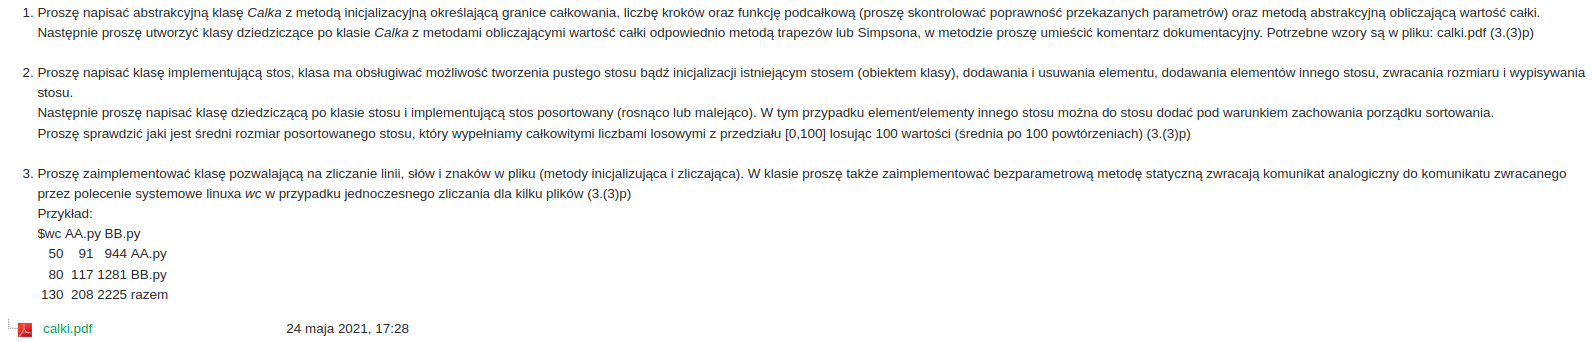 1. Proszę napisać abstrakcyjną klasę Calka z metodą inicjalizacyjną określającą granice całkowania, liczbę kroków oraz funkcję podcałkową (proszę skontrolować poprawność przekazanych parametrów) oraz metodą abstrakcyjną obliczającą wartość całki.
Następnie proszę utworzyć klasy dziedziczące po klasie Calka z metodami obliczającymi wartość całki odpowiednio metodą trapezów lub Simpsona, w metodzie proszę umieścić komentarz dokumentacyjny. Potrzebne wzory są w pliku: calki.pdf (3.(3)p)
2. Proszę napisać klasę implementującą stos, klasa ma obsługiwać możliwość tworzenia pustego stosu bądź inicjalizacji istniejącym stosem (obiektem klasy), dodawania i usuwania elementu, dodawania elementów innego stosu, zwracania rozmiaru i wypisywania
stosu.
Następnie proszę napisać klasę dziedziczącą po klasie stosu i implementującą stos posortowany (rosnąco lub malejąco). W tym przypadku element/elementy innego stosu można do stosu dodać pod warunkiem zachowania porządku sortowania.
Proszę sprawdzić jaki jest średni rozmiar posortowanego stosu, który wypełniamy całkowitymi liczbami losowymi z przedziału [0,100] losując 100 wartości (średnia po 100 powtórzeniach) (3.(3)p)
3. Proszę zaimplementować klasę pozwalającą na zliczanie linii, słów i znaków w pliku (metody inicjalizująca i zliczająca). W klasie proszę także zaimplementować bezparametrową metodę statyczną zwracają komunikat analogiczny do komunikatu zwracanego
przez polecenie systemowe linuxa wc w przypadku jednoczesnego zliczania dla kilku plików (3.(3)p)
Przykład:
$wc AA.py BB.py
50 91 944 AA.py
80 117 1281 BB.py
130 208 2225 razem
calki.pdf 24 maja 2021, 17:28